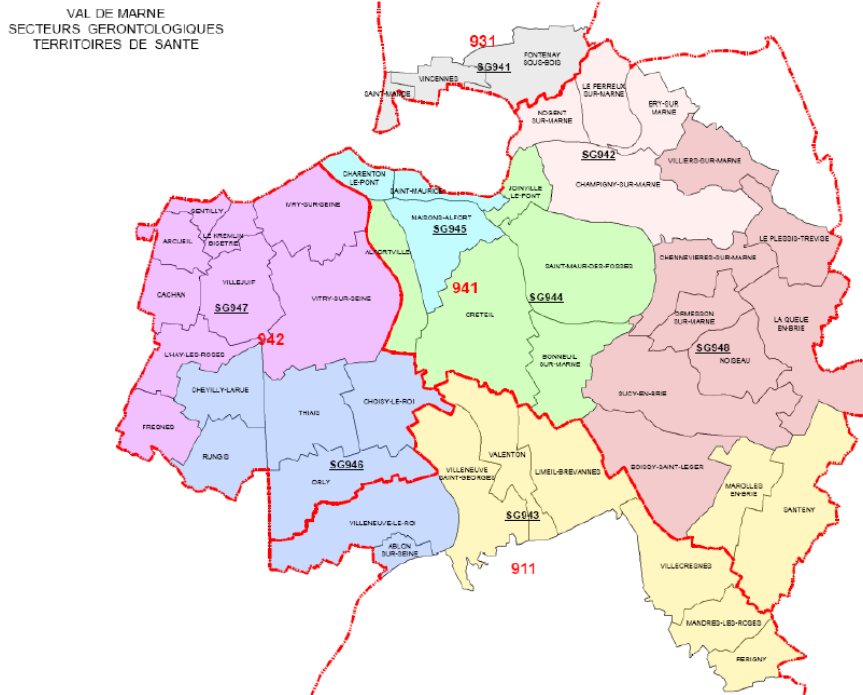 VAL DE MARNE
SECTEURS GERONTOLOGIQUES
TERRITOIRES DE SANTE
931
FONTENAY
SOUS-BOIS
SG941
VINCENNES
SAINT-MANDE
LE PERREUX
SUR-MARNE
NOGENT
SUR-MARNE
BRY-SUR
MARNE
SG942
VILLIERS-SUR-MARNE
CHAMPIGNY-SUR-MARNE
CHARENTON
LE-PONT
SAINT-MAURICE
JOINVILLE
LE-PONT
IVRY-SUR-SEINE
GENTILLY
LE KREMLIN
BICETRE
ARCUEIL
MAISONS-ALFORT
SG945
LE PLESSIS-TREVISE
ALFORTVILLE
CHENNEVIERES-SUR-MARNE
SAINT-MAUR-DES-FOSSES
VILLEJUIF
CACHAN
VITRY-SUR-SEINE
941
SG944
SG947
CRETEIL
ORMESSON
SUR-MARNE
LA QUEUE
EN-BRIE
942
SG948
NOISEAU
L'HAY-LES-ROSES
BONNEUIL
SUR-MARNE
CHEVILLY-LARUE
SUCY-EN-BRIE
THIAIS
CHOISY-LE-ROI
FRESNES
RUNGIS
VALENTON
SG946
VILLENEUVE
SAINT-GEORGES
LIMEIL-BREVANNES
BOISSY-SAINT-LEGER
MAROLLES
EN-BRIE
ORLY
SANTENY
SG943
VILLENEUVE-LE-ROI
ABLON
SUR-SEINE
911
VILLECRESNES
MANDRES-LES-ROSES
PERIGNY